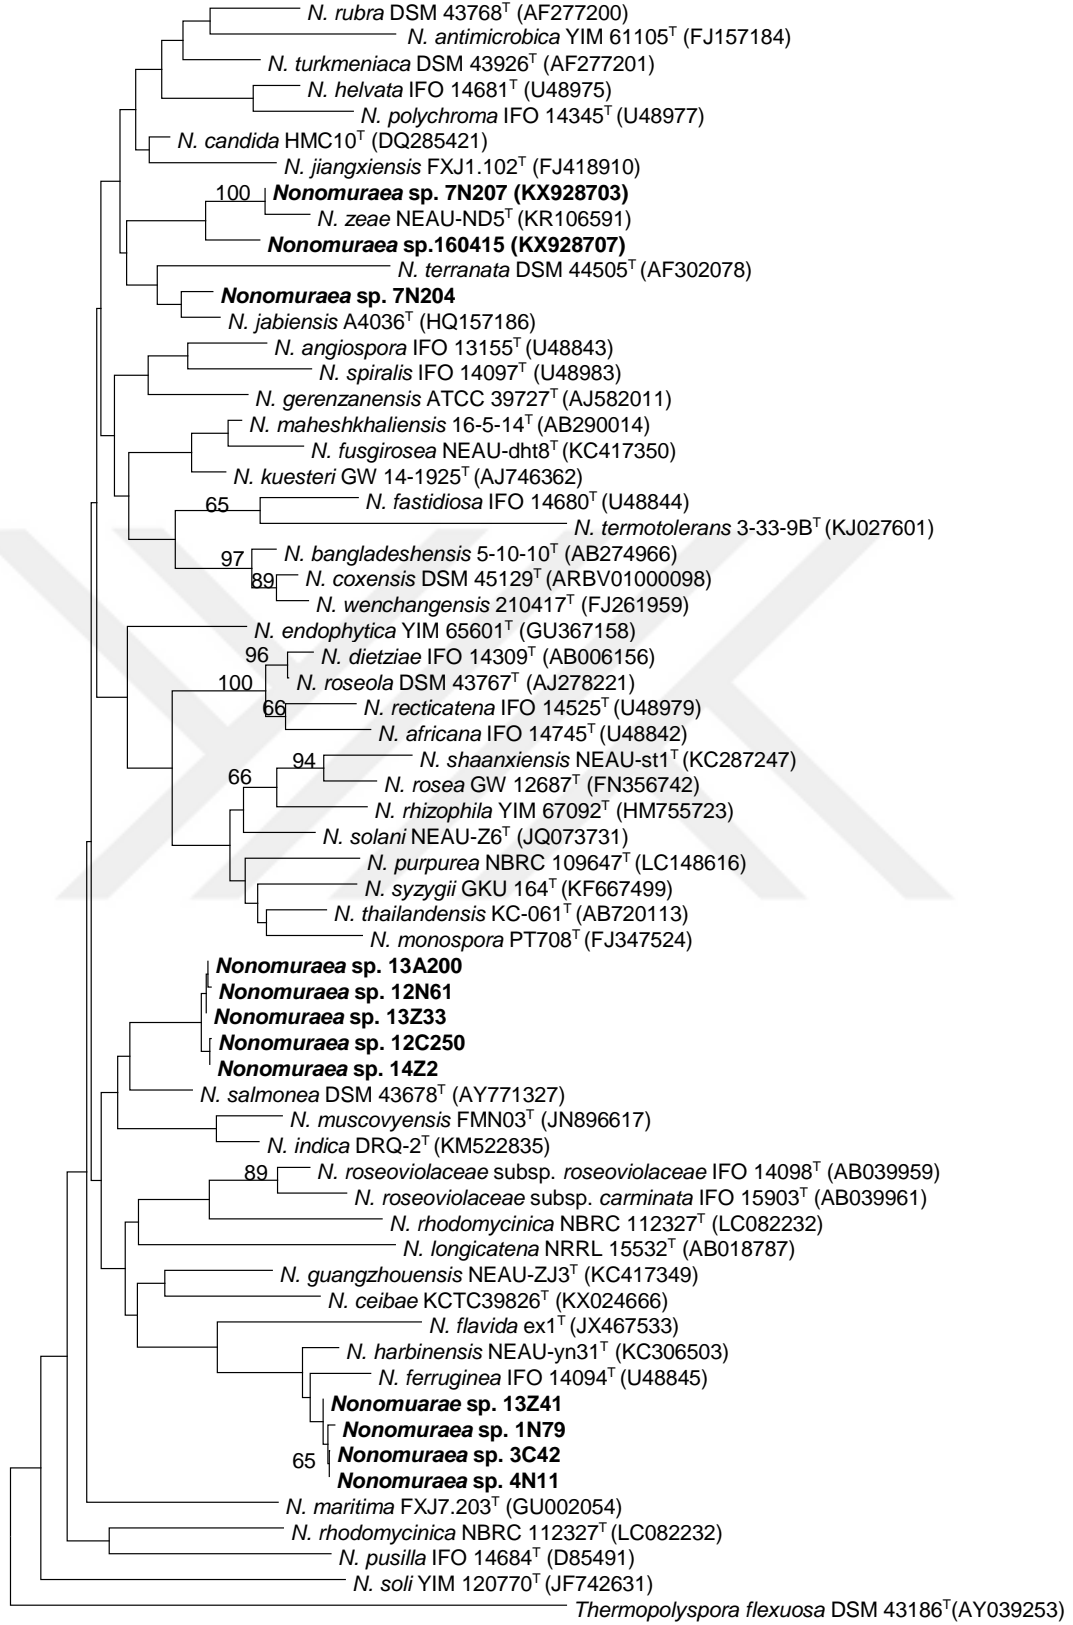 N. rubra DSM 43768T (AF277200)
N. antimicrobica YIM 61105T (FJ157184)
N. turkmeniaca DSM 43926T (AF277201)
N. helvata IFO 14681T (U48975)
N. polychroma IFO 14345T (U48977)
N. candida HMC10T (DQ285421)
N. jiangxiensis FXJ1.102T (FJ418910)
100 Nonomuraea sp. 7N207 (KX928703)
N. zeae NEAU-ND5T (KR106591)
Nonomuraea sp.160415 (KX928707)
N. terranata DSM 44505T (AF302078)
Nonomuraea sp. 7N204
N. jabiensis A4036T (HQ157186)
N. angiospora IFO 13155T (U48843)
N. spiralis IFO 14097T (U48983)
N. gerenzanensis ATCC 39727T (AJ582011)
N. maheshkhaliensis 16-5-14T (AB290014)
N. fusgirosea NEAU-dht8T (KC417350)
N. kuesteri GW 14-1925T (AJ746362)
65 N. fastidiosa IFO 14680T (U48844)
N. termotolerans 3-33-9BT (KJ027601)
97 N. bangladeshensis 5-10-10T (AB274966)
89 N. coxensis DSM 45129T (ARBV01000098)
N. wenchangensis 210417T (FJ261959)
N. endophytica YIM 65601T (GU367158)
96 N. dietziae IFO 14309T (AB006156)
100 N. roseola DSM 43767T (AJ278221)
66 N. recticatena IFO 14525T (U48979)
N. africana IFO 14745T (U48842)
94 N. shaanxiensis NEAU-st1T (KC287247)
66 N. rosea GW 12687T (FN356742)
N. rhizophila YIM 67092T (HM755723)
N. solani NEAU-Z6T (JQ073731)
N. purpurea NBRC 109647T (LC148616)
N. syzygii GKU 164T (KF667499)
N. thailandensis KC-061T (AB720113)
N. monospora PT708T (FJ347524)
Nonomuraea sp. 13A200
Nonomuraea sp. 12N61
Nonomuraea sp. 13Z33
Nonomuraea sp. 12C250
Nonomuraea sp. 14Z2
N. salmonea DSM 43678T (AY771327)
N. muscovyensis FMN03T (JN896617)
N. indica DRQ-2T (KM522835)
89 N. roseoviolaceae subsp. roseoviolaceae IFO 14098T (AB039959)
N. roseoviolaceae subsp. carminata IFO 15903T (AB039961)
N. rhodomycinica NBRC 112327T (LC082232)
N. longicatena NRRL 15532T (AB018787)
N. guangzhouensis NEAU-ZJ3T (KC417349)
N. ceibae KCTC39826T (KX024666)
N. flavida ex1T (JX467533)
N. harbinensis NEAU-yn31T (KC306503)
N. ferruginea IFO 14094T (U48845)
Nonomuarae sp. 13Z41
Nonomuraea sp. 1N79
65 Nonomuraea sp. 3C42
Nonomuraea sp. 4N11
N. maritima FXJ7.203T (GU002054)
N. rhodomycinica NBRC 112327T (LC082232)
N. pusilla IFO 14684T (D85491)
N. soli YIM 120770T (JF742631)
Thermopolyspora flexuosa DSM 43186T(AY039253)